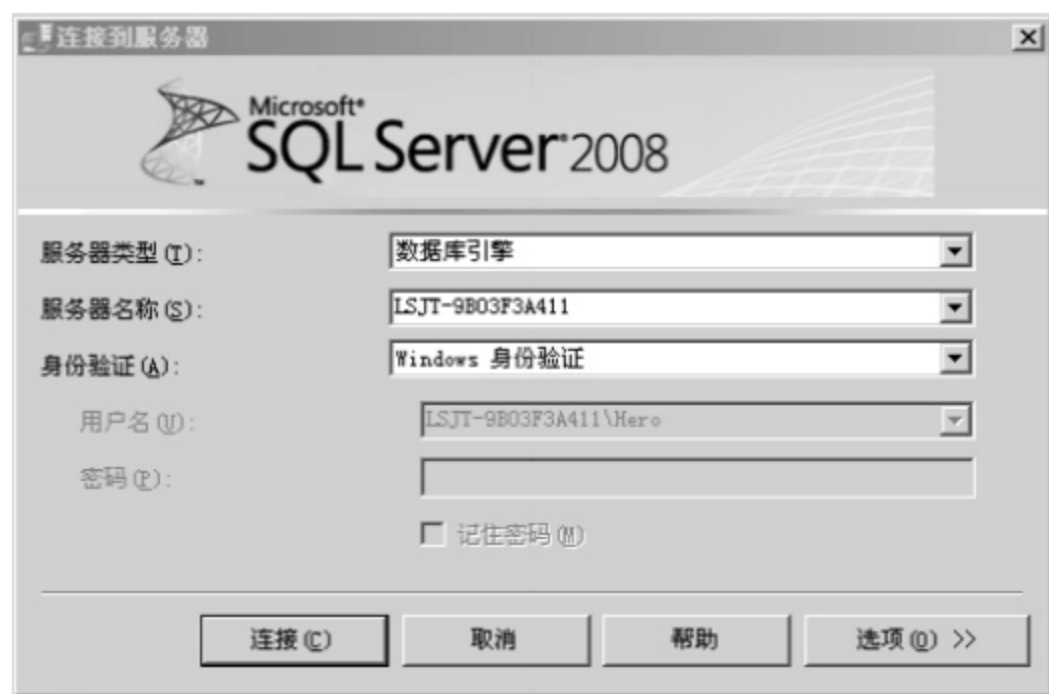 连接到服务器
Microsoft®
SQL Server®2008
服务器类型(T): 数据库引擎
服务器名称(S): LSJT-9B03F3A411
身份验证(A): Windows 身份验证
用户名(U): LSJT-9B03F3A411\Hero
密码(P):
记住密码(M)
连接(C) 取消 帮助 选项(O) >>